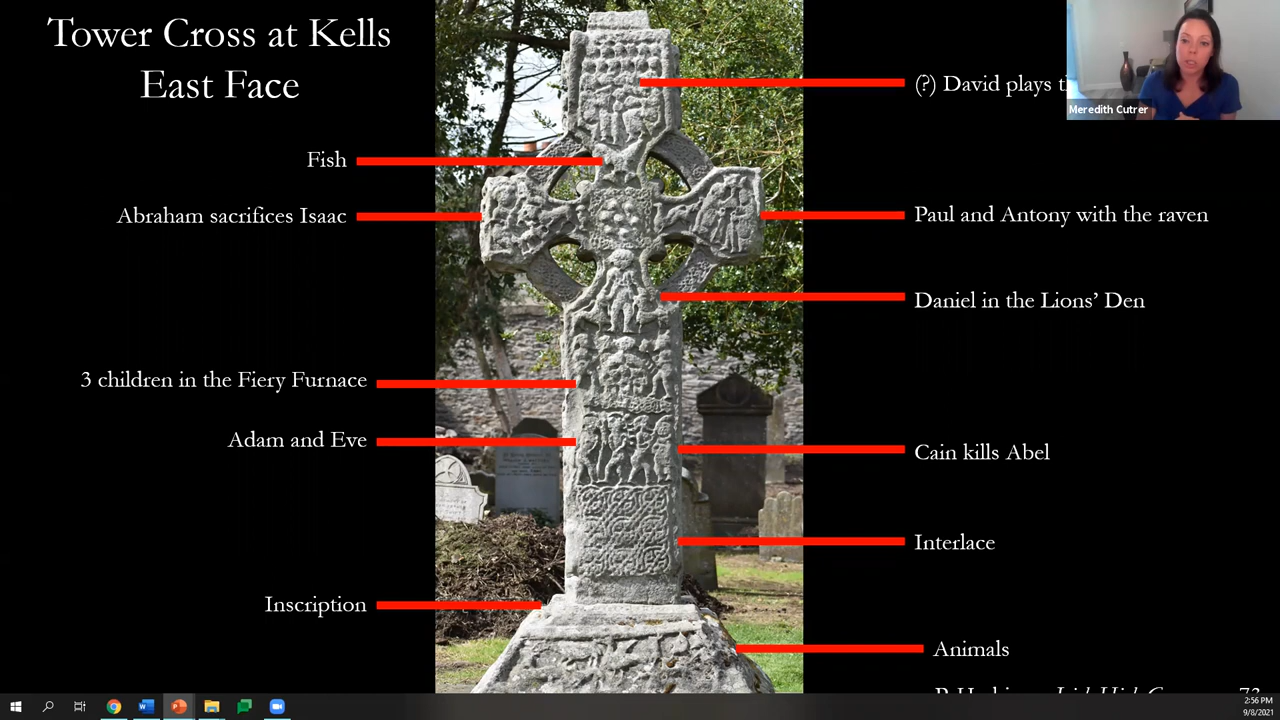 Tower Cross at Kells
East Face
(?) David plays
Meredith Cutrer
Fish
Abraham sacrifices Isaac
Paul and Antony with the raven
Daniel in the Lions’ Den
3 children in the Fiery Furnace
Adam and Eve
Cain kills Abel
Interlace
Inscription
Animals
2:56 PM
9/8/2021